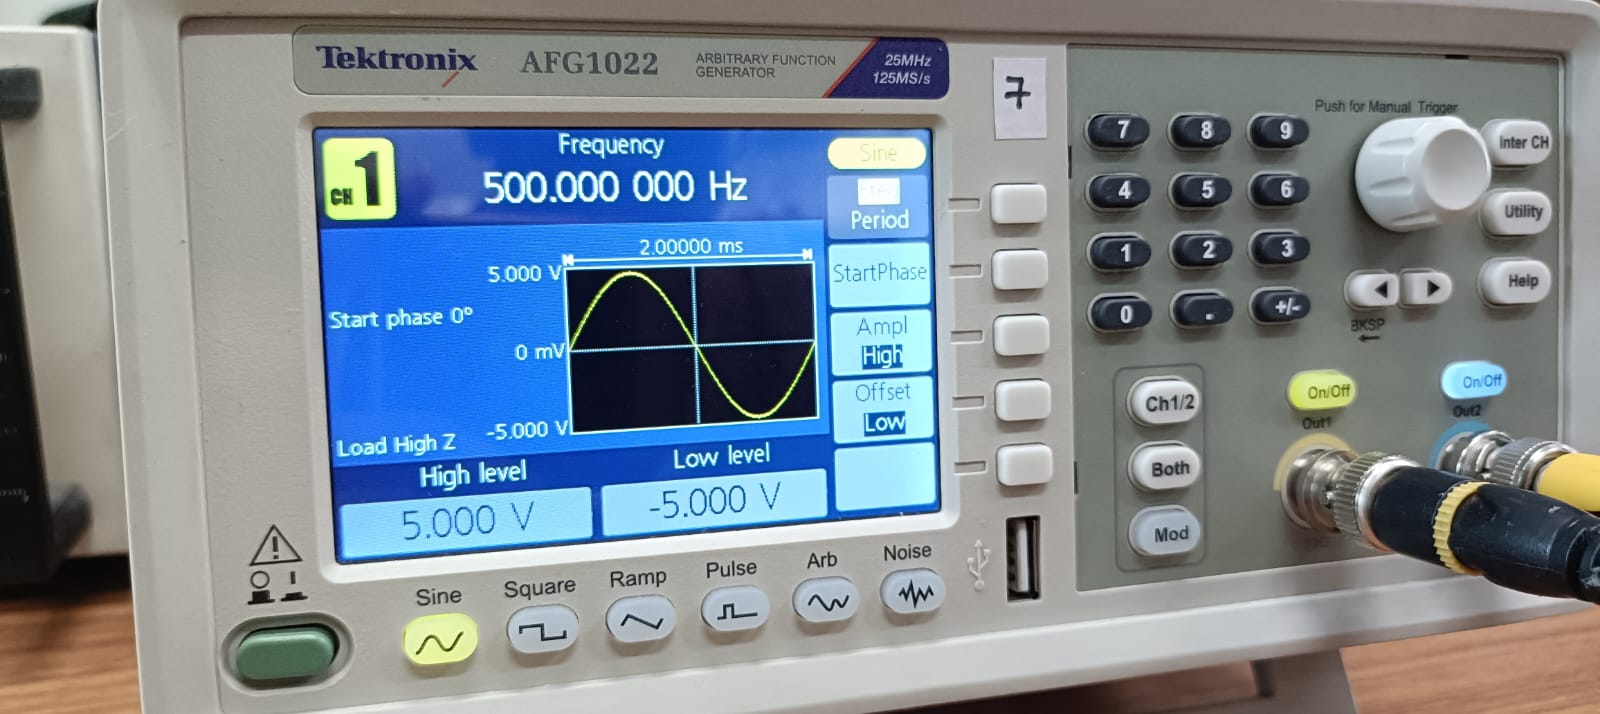 Tektronix AFG1022 ARBITRARY FUNCTION GENERATOR 25MHz 125MS/s
7
CH 1
Frequency
500.000 000 Hz
Sine
Freq
Period
StartPhase
Ampl
High
Offset
Low
2.00000 ms
5.000 V
Start phase 0°
0 mV
-5.000 V
Load High Z
High level
5.000 V
Low level
-5.000 V
Sine
Square
Ramp
Pulse
Arb
Noise
Push for Manual Trigger
7 8 9
4 5 6
1 2 3
0 . +/-
Inter CH
Utility
Help
BKSP
Ch1/2
Both
Mod
On/Off
Out1
On/Off
Out2